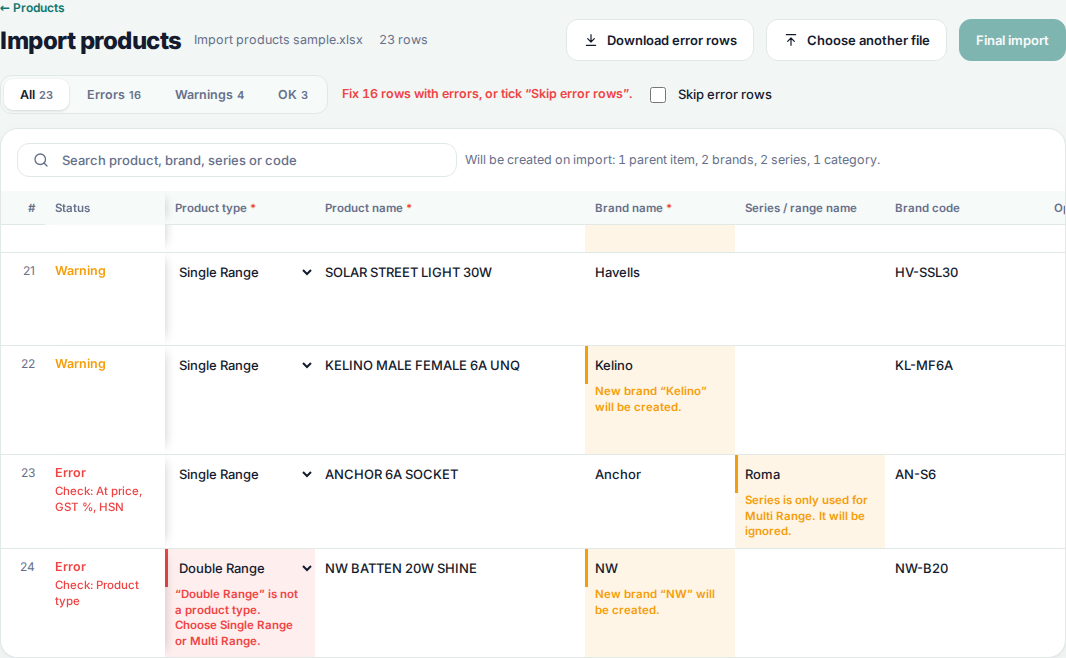 ← Products
Import products Import products sample.xlsx 23 rows Download error rows Choose another file Final import
All 23 Errors 16 Warnings 4 OK 3 Fix 16 rows with errors, or tick “Skip error rows”. Skip error rows
Search product, brand, series or code Will be created on import: 1 parent item, 2 brands, 2 series, 1 category.
# Status Product type * Product name * Brand name * Series / range name Brand code
21 Warning Single Range SOLAR STREET LIGHT 30W Havells HV-SSL30
22 Warning Single Range KELINO MALE FEMALE 6A UNQ Kelino KL-MF6A
New brand “Kelino”
will be created.
23 Error Single Range ANCHOR 6A SOCKET Anchor Roma AN-S6
Check: At price,
GST %, HSN
Series is only used for
Multi Range. It will be
ignored.
24 Error Double Range NW BATTEN 20W SHINE NW NW-B20
Check: Product
type
“Double Range” is not
a product type.
Choose Single Range
or Multi Range.
New brand “NW” will
be created.